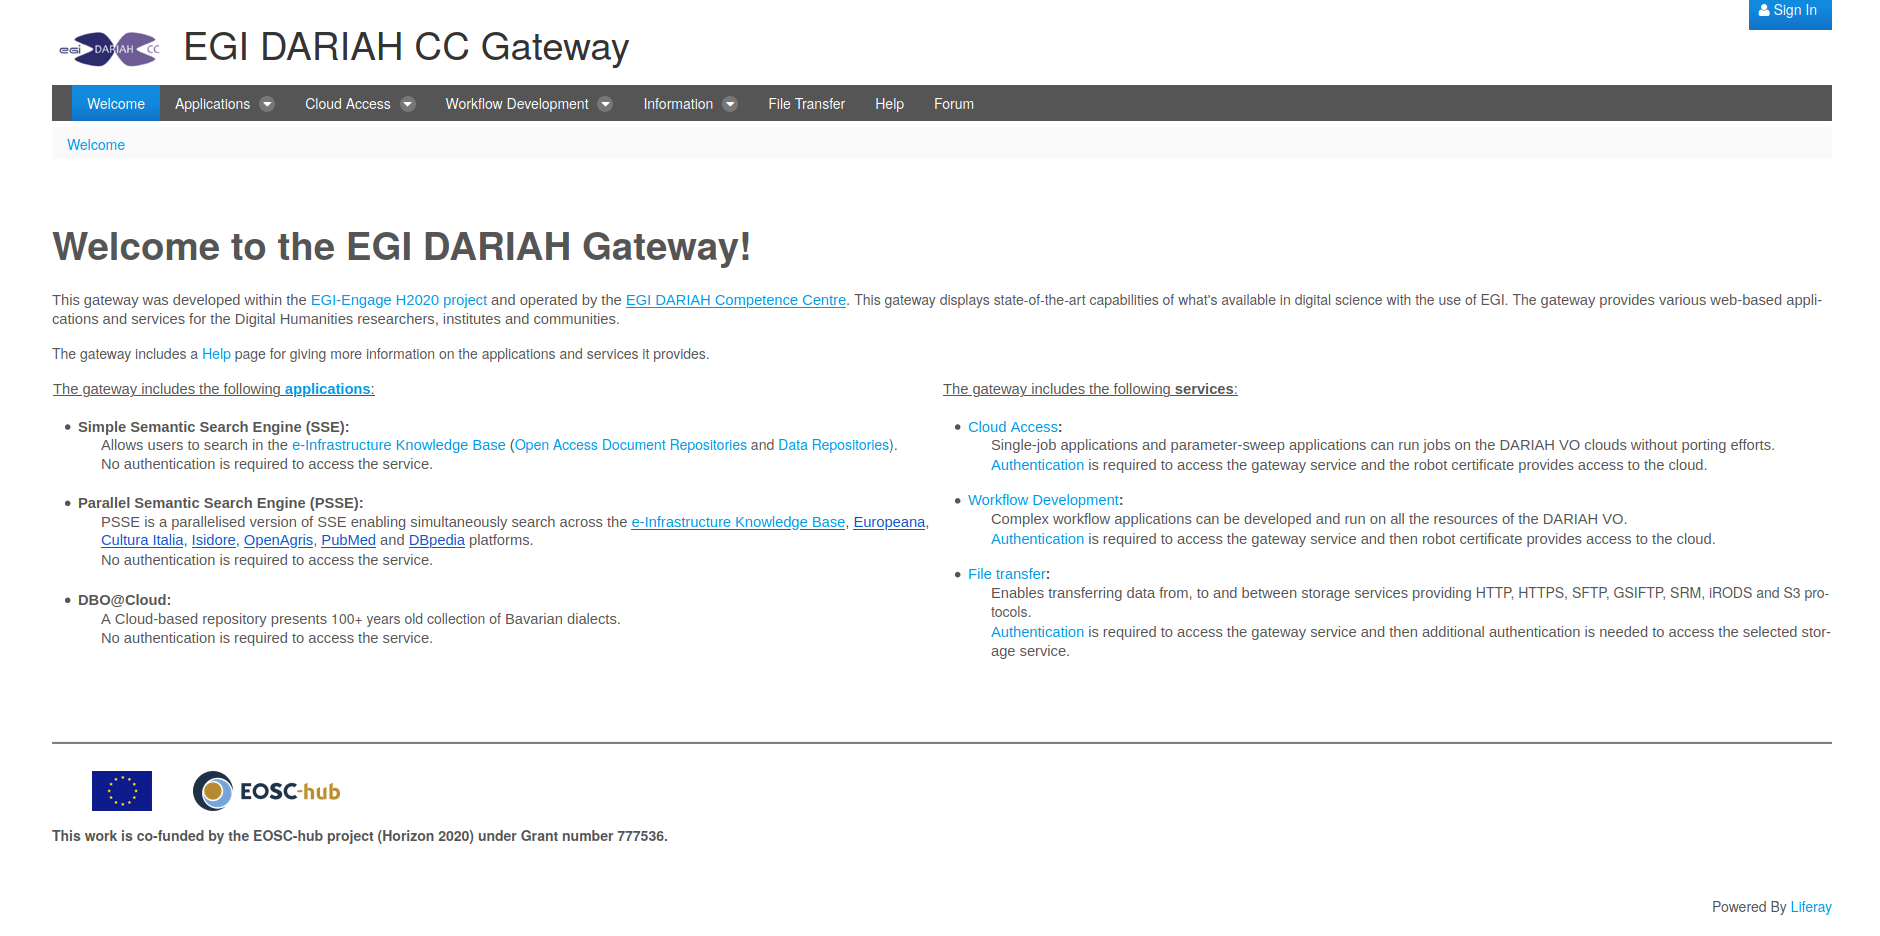 Sign In
egi DARIAH CC
EGI DARIAH CC Gateway
Welcome Applications Cloud Access Workflow Development Information File Transfer Help Forum
Welcome
Welcome to the EGI DARIAH Gateway!
This gateway was developed within the EGI-Engage H2020 project and operated by the EGI DARIAH Competence Centre. This gateway displays state-of-the-art capabilities of what's available in digital science with the use of EGI. The gateway provides various web-based appli-
cations and services for the Digital Humanities researchers, institutes and communities.
The gateway includes a Help page for giving more information on the applications and services it provides.
The gateway includes the following applications:
• Simple Semantic Search Engine (SSE):
Allows users to search in the e-Infrastructure Knowledge Base (Open Access Document Repositories and Data Repositories).
No authentication is required to access the service.
• Parallel Semantic Search Engine (PSSE):
PSSE is a parallelised version of SSE enabling simultaneously search across the e-Infrastructure Knowledge Base, Europeana,
Cultura Italia, Isidore, OpenAgris, PubMed and DBpedia platforms.
No authentication is required to access the service.
• DBO@Cloud:
A Cloud-based repository presents 100+ years old collection of Bavarian dialects.
No authentication is required to access the service.
The gateway includes the following services:
• Cloud Access:
Single-job applications and parameter-sweep applications can run jobs on the DARIAH VO clouds without porting efforts.
Authentication is required to access the gateway service and the robot certificate provides access to the cloud.
• Workflow Development:
Complex workflow applications can be developed and run on all the resources of the DARIAH VO.
Authentication is required to access the gateway service and then robot certificate provides access to the cloud.
• File transfer:
Enables transferring data from, to and between storage services providing HTTP, HTTPS, SFTP, GSIFTP, SRM, iRODS and S3 pro-
tocols.
Authentication is required to access the gateway service and then additional authentication is needed to access the selected stor-
age service.
EOSC-hub
This work is co-funded by the EOSC-hub project (Horizon 2020) under Grant number 777536.
Powered By Liferay